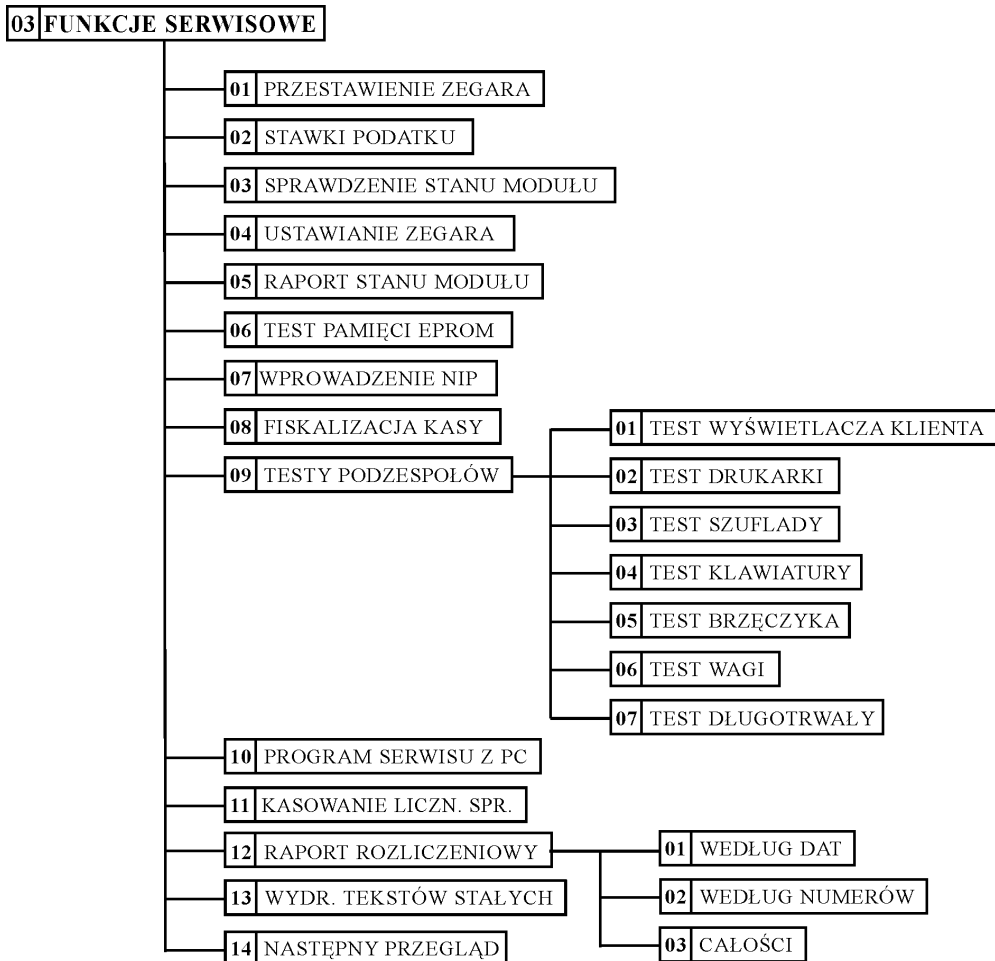 03 FUNKCJE SERWISOWE
01 PRZESTAWIENIE ZEGARA
02 STAWKI PODATKU
03 SPRAWDZENIE STANU MODUŁU
04 USTAWIANIE ZEGARA
05 RAPORT STANU MODUŁU
06 TEST PAMIĘCI EPROM
07 WPROWADZENIE NIP
08 FISKALIZACJA KASY
09 TESTY PODZESPOŁÓW
01 TEST WYŚWIETLACZA KLIENTA
02 TEST DRUKARKI
03 TEST SZUFLADY
04 TEST KLAWIATURY
05 TEST BRZĘCZYKA
06 TEST WAGI
07 TEST DŁUGOTRWAŁY
10 PROGRAM SERWISU Z PC
11 KASOWANIE LICZN. SPR.
12 RAPORT ROZLICZENIOWY
01 WEDŁUG DAT
02 WEDŁUG NUMERÓW
03 CAŁOŚCI
13 WYDR. TEKSTÓW STAŁYCH
14 NASTĘPNY PRZEGLĄD